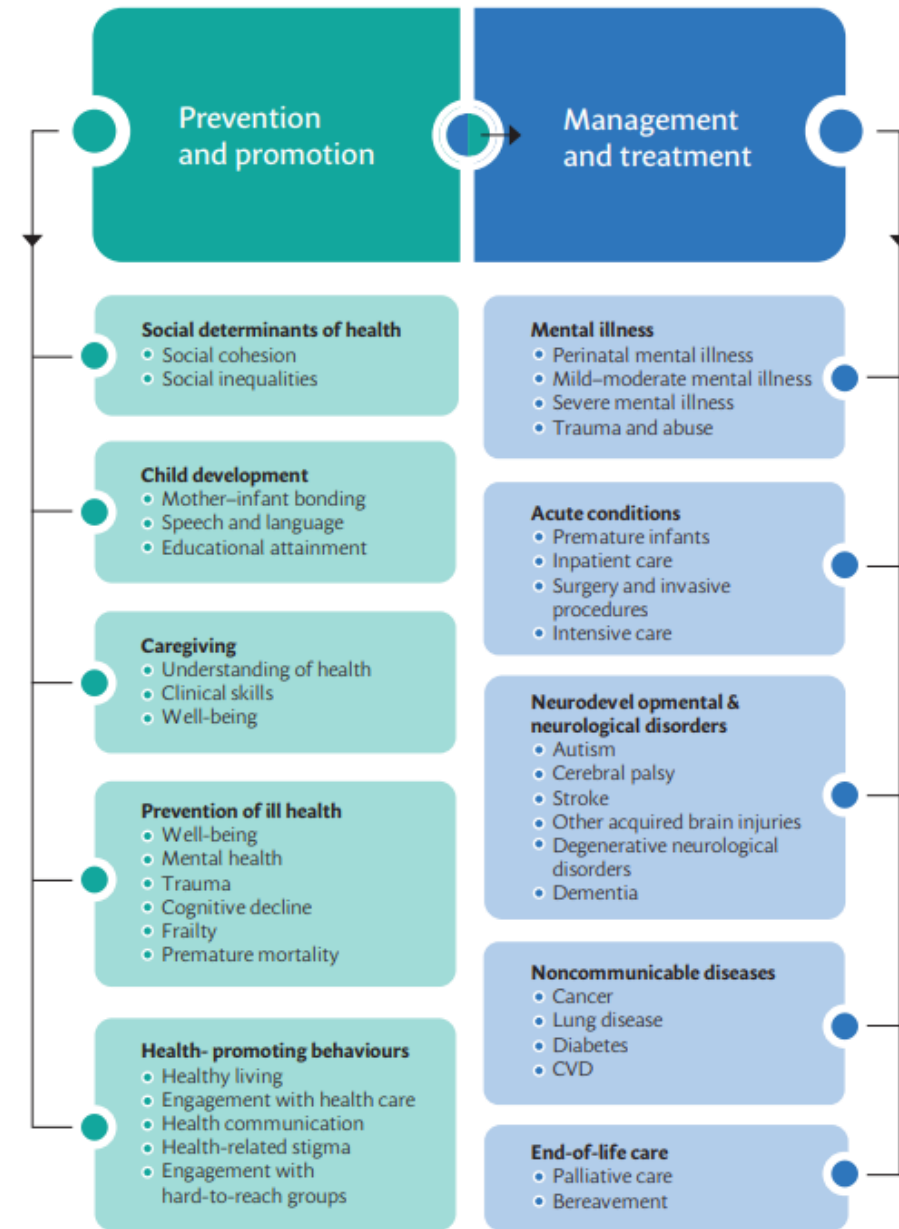 Prevention
and promotion
Management
and treatment
Social determinants of health
Social cohesion
Social inequalities
Child development
Mother–infant bonding
Speech and language
Educational attainment
Caregiving
Understanding of health
Clinical skills
Well-being
Prevention of ill health
Well-being
Mental health
Trauma
Cognitive decline
Frailty
Premature mortality
Health- promoting behaviours
Healthy living
Engagement with health care
Health communication
Health-related stigma
Engagement with
hard-to-reach groups
Mental illness
Perinatal mental illness
Mild–moderate mental illness
Severe mental illness
Trauma and abuse
Acute conditions
Premature infants
Inpatient care
Surgery and invasive
procedures
Intensive care
Neurodevel opmental &
neurological disorders
Autism
Cerebral palsy
Stroke
Other acquired brain injuries
Degenerative neurological
disorders
Dementia
Noncommunicable diseases
Cancer
Lung disease
Diabetes
CVD
End-of-life care
Palliative care
Bereavement